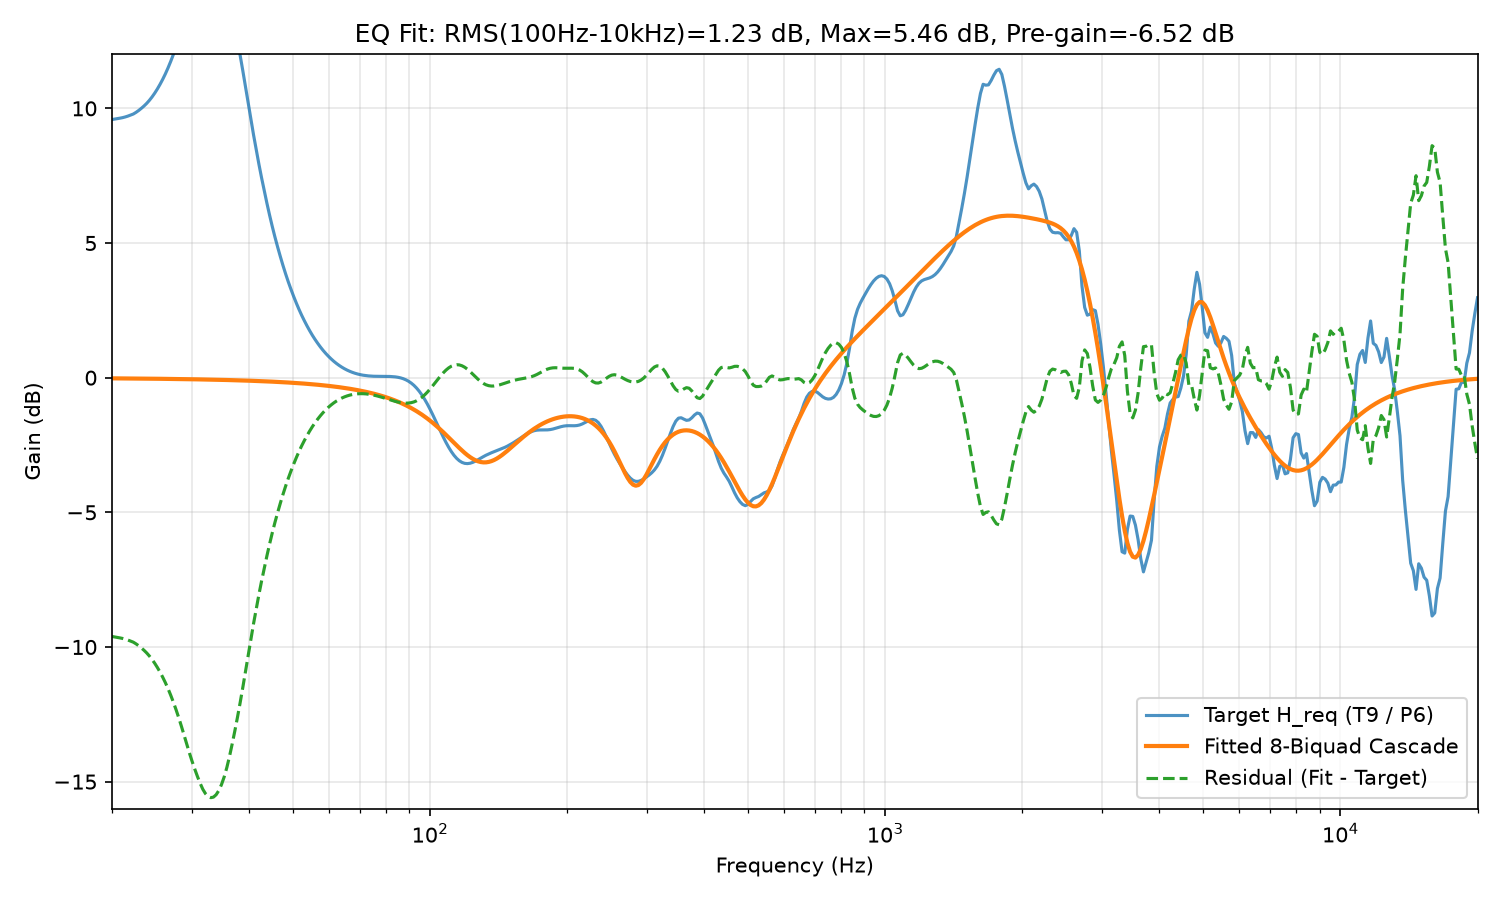 EQ Fit: RMS(100Hz-10kHz)=1.23 dB, Max=5.46 dB, Pre-gain=-6.52 dB
Gain (dB)
10
5
0
−5
−10
−15
10²
10³
10⁴
Frequency (Hz)
Target H_req (T9 / P6)
Fitted 8-Biquad Cascade
Residual (Fit - Target)